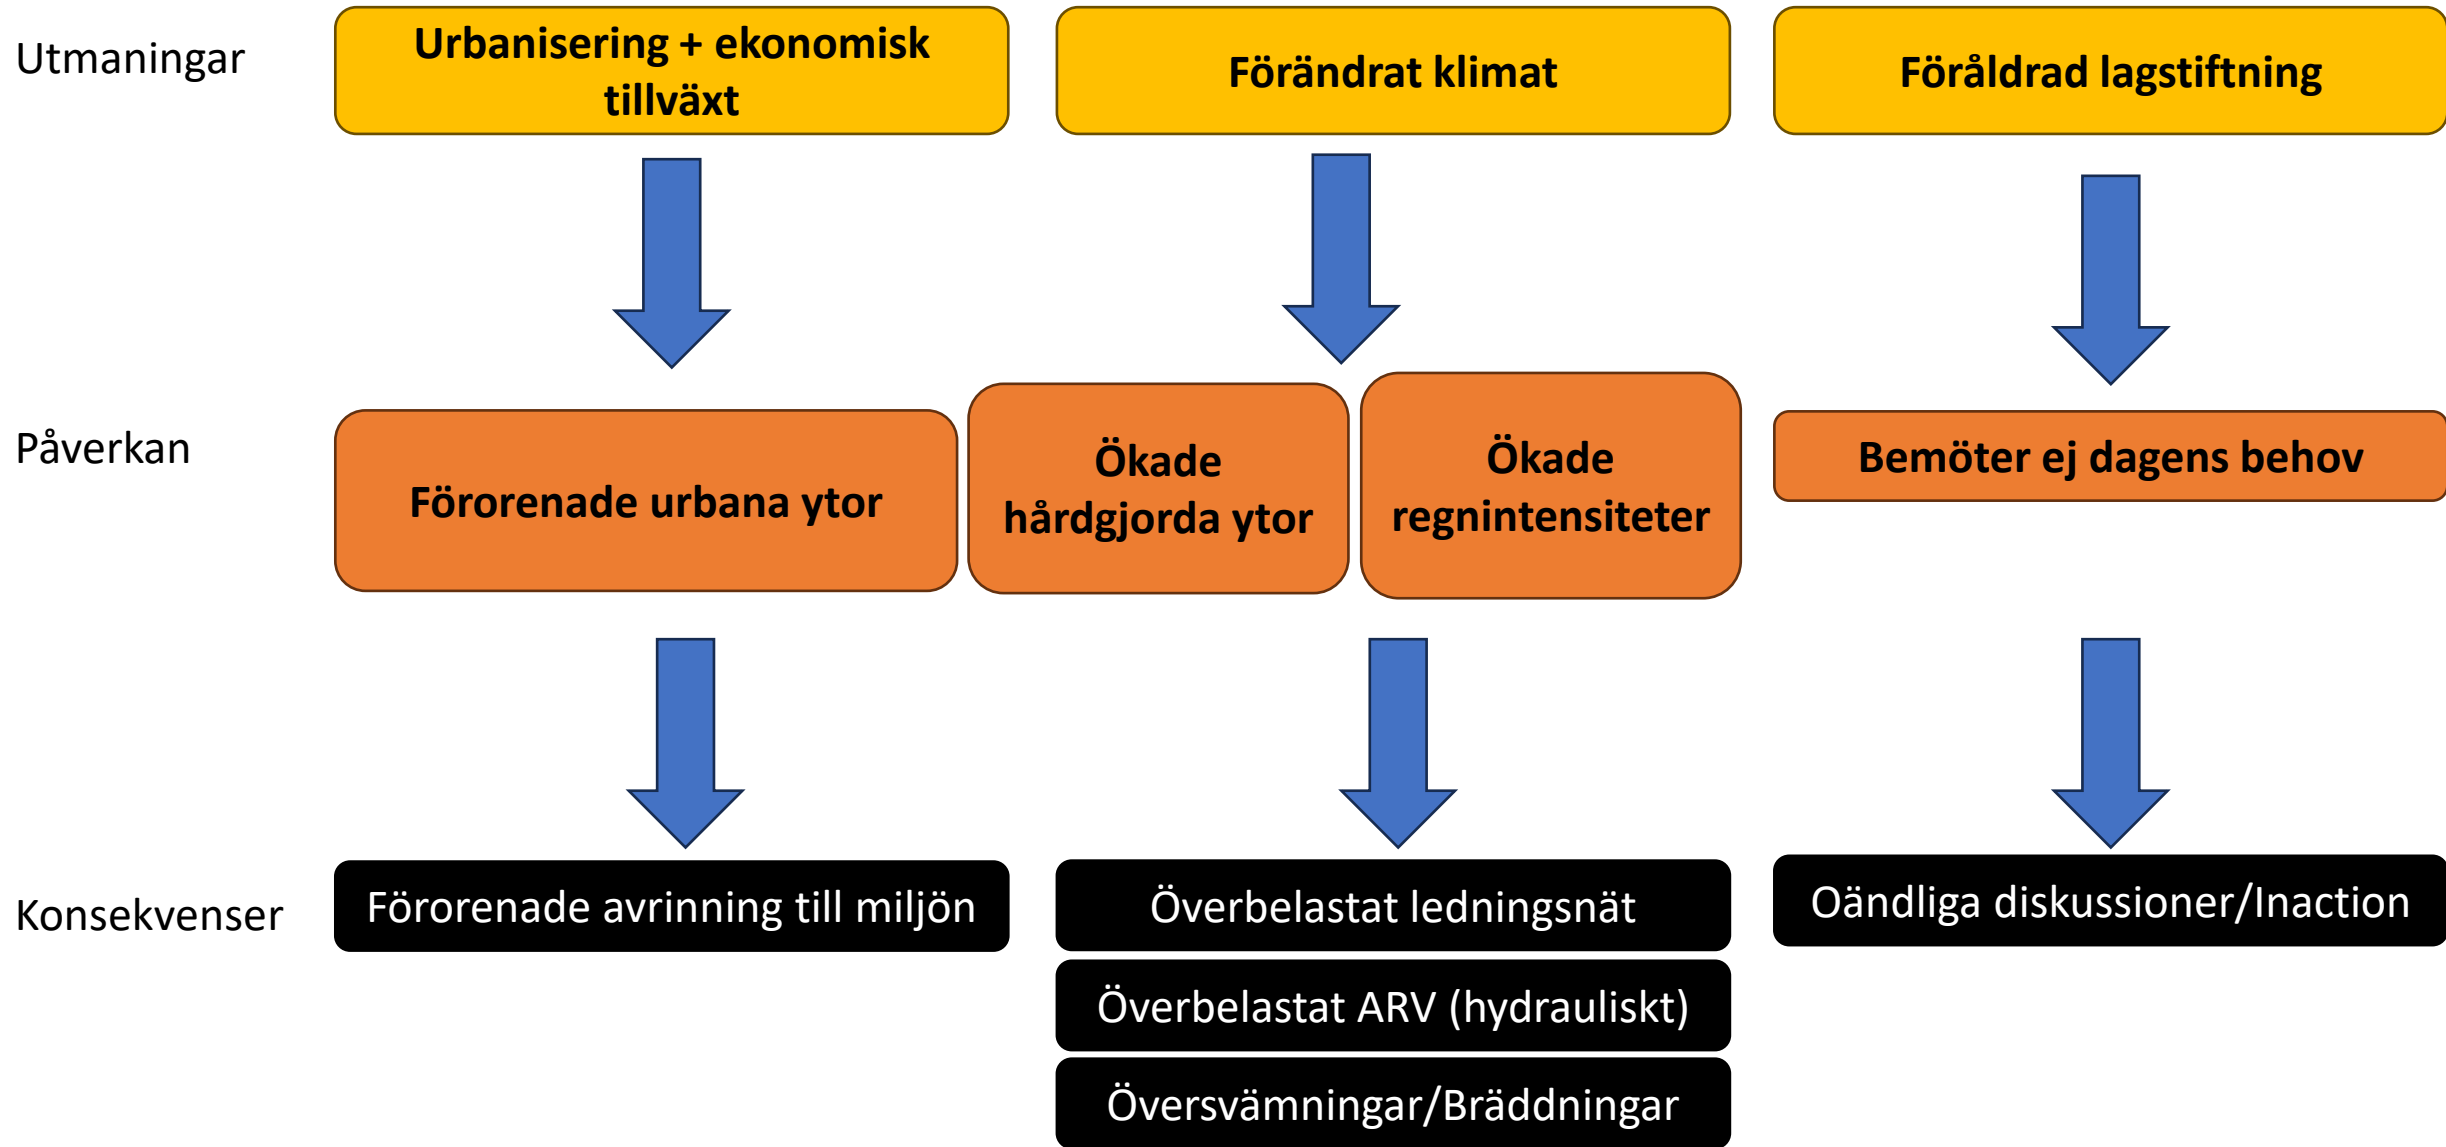 Utmaningar
Urbanisering + ekonomisk
tillväxt
Förändrat klimat
Föråldrad lagstiftning
Påverkan
Förorenade urbana ytor
Ökade
hårdgjorda ytor
Ökade
regnintensiteter
Bemöter ej dagens behov
Konsekvenser
Förorenade avrinning till miljön
Överbelastat ledningsnät
Överbelastat ARV (hydrauliskt)
Översvämningar/Bräddningar
Oändliga diskussioner/Inaction